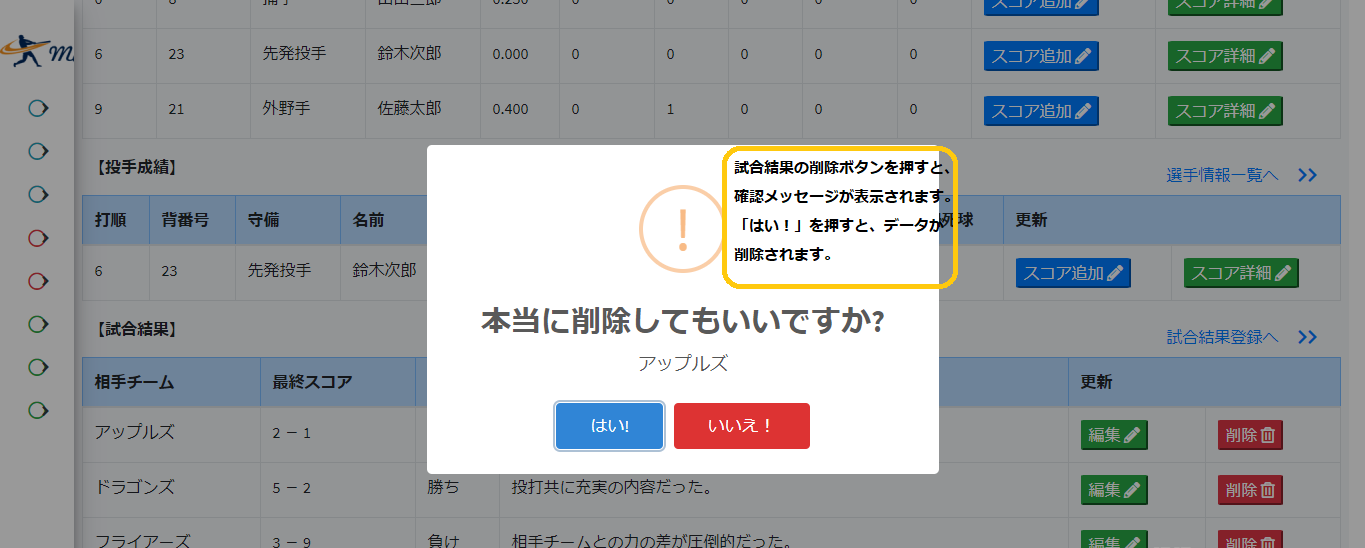 0.250 0 0 0 0 スコア追加 スコア詳細
6 23 先発投手 鈴木次郎 0.000 0 0 0 0 0 スコア追加 スコア詳細
9 21 外野手 佐藤太郎 0.400 0 1 0 0 0 スコア追加 スコア詳細
【投手成績】
選手情報一覧へ
試合結果の削除ボタンを押すと、
確認メッセージが表示されます。
「はい！」を押すと、データが
削除されます。
打順 背番号 守備 名前 死球 更新
6 23 先発投手 鈴木次郎 スコア追加 スコア詳細
!
本当に削除してもいいですか?
アップルズ
はい!
いいえ！
【試合結果】
試合結果登録へ
相手チーム 最終スコア 更新
アップルズ 2 － 1 編集 削除
ドラゴンズ 5 － 2 勝ち 投打共に充実の内容だった。 編集 削除
フライアーズ 3 － 9 負け 相手チームとの力の差が圧倒的だった。 編集 削除